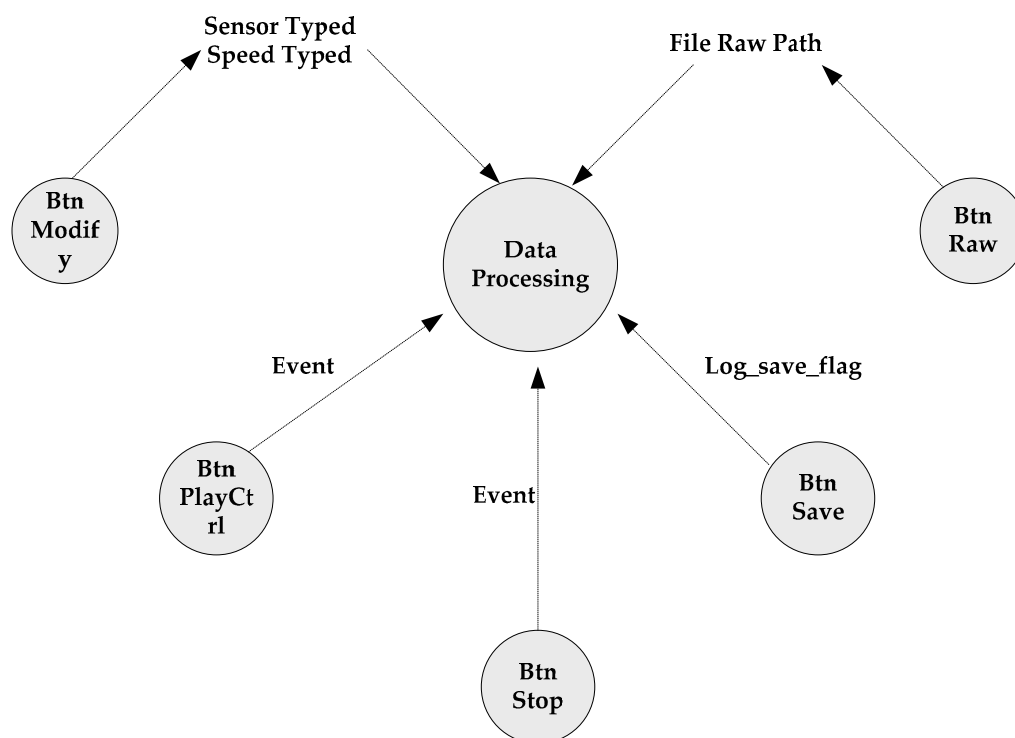 Sensor Typed
Speed Typed
File Raw Path
Btn
Modif
y
Data
Processing
Btn
Raw
Event
Log_save_flag
Btn
PlayCt
rl
Event
Btn
Save
Btn
Stop